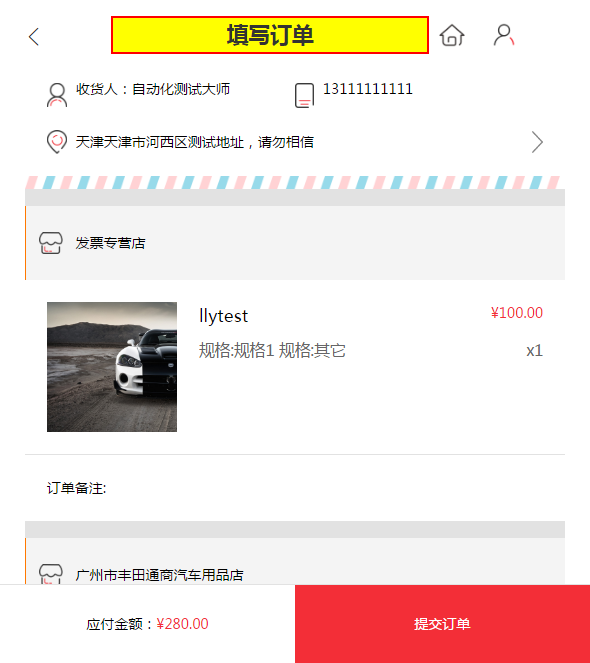 填写订单
收货人：自动化测试大师 13111111111
天津天津市河西区测试地址，请勿相信
发票专营店
llytest ¥100.00
规格:规格1 规格:其它 x1
订单备注:
广州市丰田通商汽车用品店
应付金额：¥280.00 提交订单